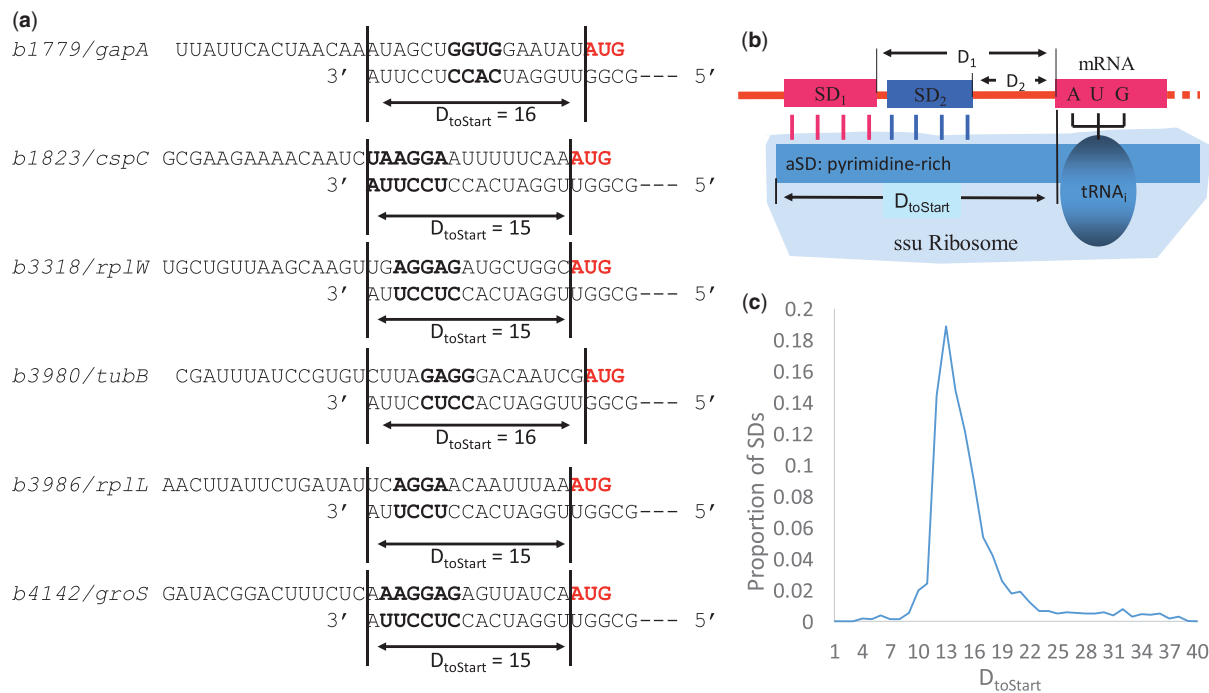 (a)
b1779/gapA UUAUUCACUAACAAAUAGCUGGUGGAAUAUAUG
3′ AUUCCUCCACUAGGUUGGCG--- 5′
DtoStart = 16
b1823/cspC GCGAAGAAAACAAUCUAAGGAAUUUUUCAAAUG
3′ AUUCCUCCACUAGGUUGGCG--- 5′
DtoStart = 15
b3318/rplW UGCUGUUAAGCAAGUUGAGGAGAUGCUGGCAUG
3′ AUUCCUCCACUAGGUUGGCG--- 5′
DtoStart = 15
b3980/tubB CGAUUUAUCCGUGUCUUAGAGGGACAAUCGAUG
3′ AUUCCUCCACUAGGUUGGCG--- 5′
DtoStart = 16
b3986/rplL AACUUAUUCUGAUAUUCAGGAACAAUUUAAAUG
3′ AUUCCUCCACUAGGUUGGCG--- 5′
DtoStart = 15
b4142/groS GAUACGGACUUUCUCAAAGGAGAGUUAUCAAUG
3′ AUUCCUCCACUAGGUUGGCG--- 5′
DtoStart = 15
(b)
D1
mRNA
D2
SD1 SD2 A U G
aSD: pyrimidine-rich
DtoStart
tRNAi
ssu Ribosome
(c)
Proportion of SDs
0.2
0.18
0.16
0.14
0.12
0.1
0.08
0.06
0.04
0.02
0
1 4 7 10 13 16 19 22 25 28 31 34 37 40
DtoStart